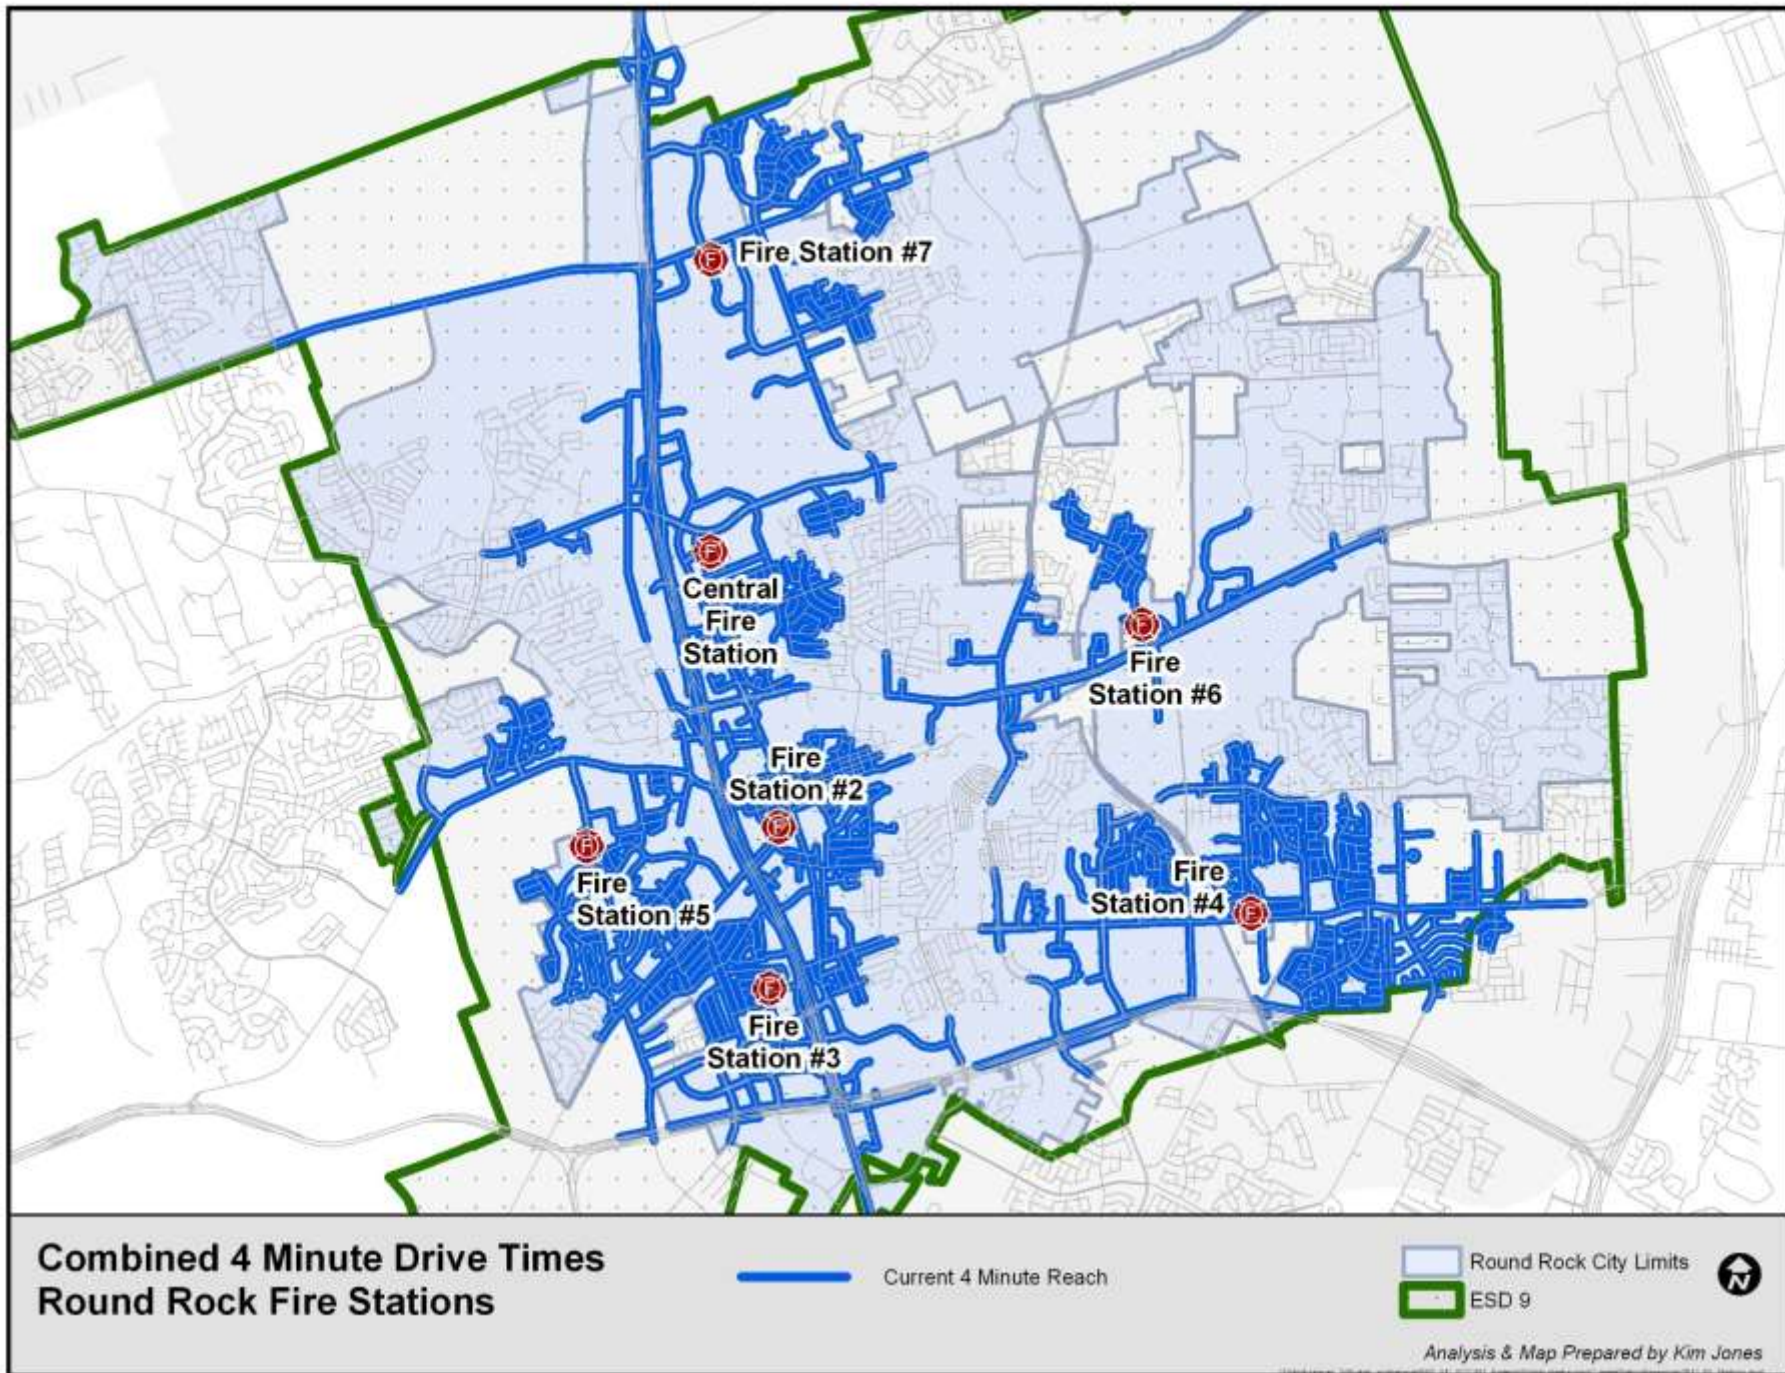 Fire Station #7
Central
Fire
Station
Fire
Station #6
Fire
Station #2
Fire
Station #5
Fire
Station #4
Fire
Station #3
Combined 4 Minute Drive Times
Round Rock Fire Stations
Current 4 Minute Reach
Round Rock City Limits
ESD 9
N
Analysis & Map Prepared by Kim Jones